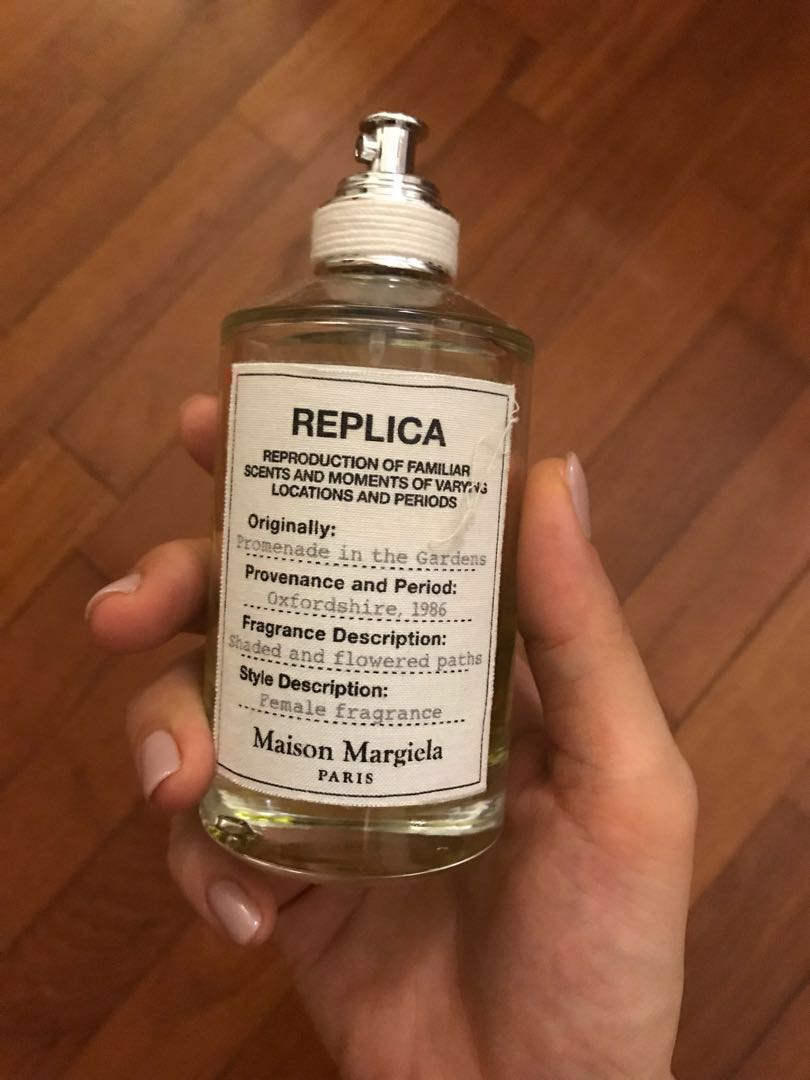 REPLICA
REPRODUCTION OF FAMILIAR
SCENTS AND MOMENTS OF VARYING
LOCATIONS AND PERIODS
Originally:
Promenade in the Gardens
Provenance and Period:
Oxfordshire, 1986
Fragrance Description:
Shaded and flowered paths
Style Description:
Female fragrance
Maison Margiela
PARIS